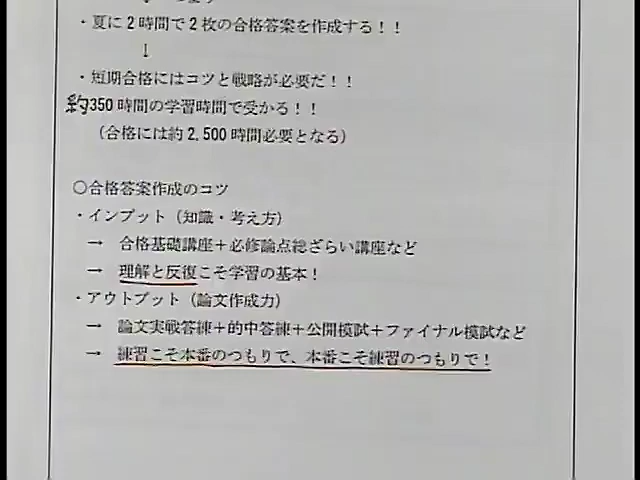 ・夏に2時間で2枚の合格答案を作成する！！
↓
・短期合格にはコツと戦略が必要だ！！
約350時間の学習時間で受かる！！
（合格には約2,500時間必要となる）
○合格答案作成のコツ
・インプット（知識・考え方）
→ 合格基礎講座＋必修論点総ざらい講座など
→ 理解と反復こそ学習の基本！
・アウトプット（論文作成力）
→ 論文実戦答練＋的中答練＋公開模試＋ファイナル模試など
→ 練習こそ本番のつもりで、本番こそ練習のつもりで！